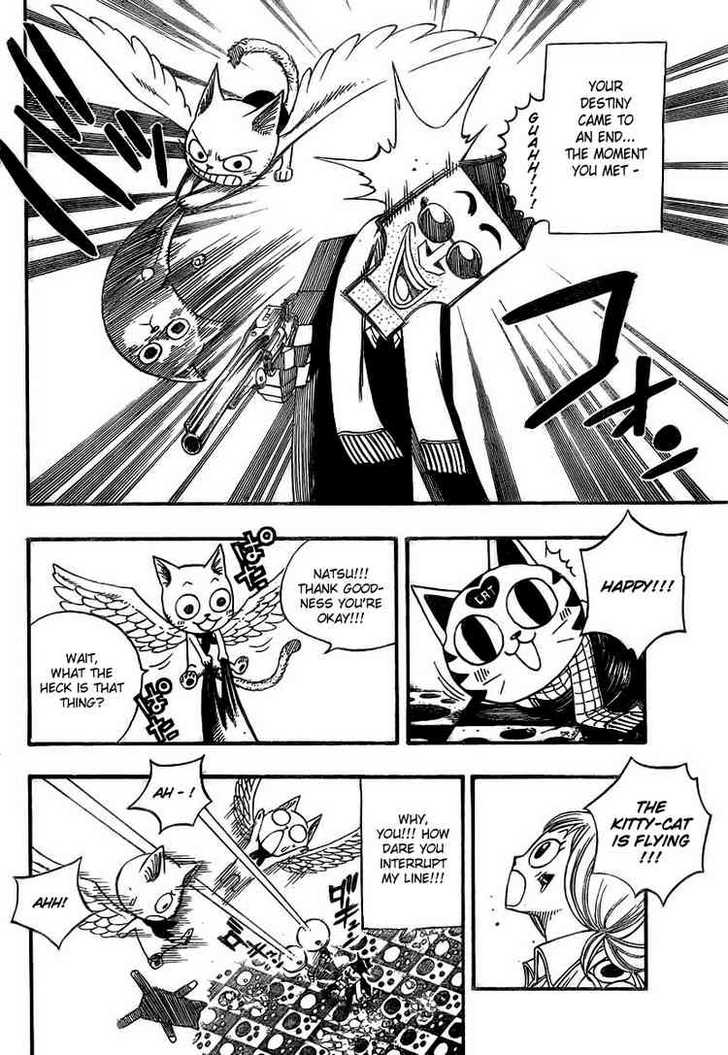 YOUR
DESTINY
CAME TO
AN END...
THE MOMENT
YOU MET -
GUAHH!!!
HAPPY!!!
CAT
NATSU!!!
THANK GOOD-
NESS YOU'RE
OKAY!!!
WAIT,
WHAT THE
HECK IS THAT
THING?
THE
KITTY-CAT
IS FLYING
!!!
WHY,
YOU!!! HOW
DARE YOU
INTERRUPT
MY LINE!!!
AH - !
AHH!